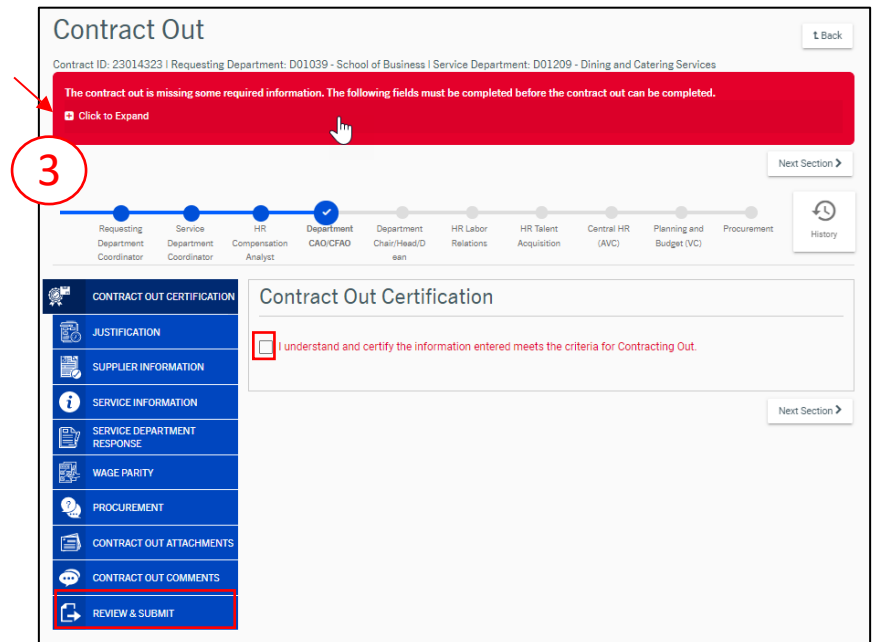 Contract Out
Back
Contract ID: 23014323 | Requesting Department: D01039 - School of Business | Service Department: D01209 - Dining and Catering Services
The contract out is missing some required information. The following fields must be completed before the contract out can be completed.
Click to Expand
3
Next Section
Requesting Department Coordinator
Service Department Coordinator
HR Compensation Analyst
Department CAO/CFAO
Department Chair/Head/D ean
HR Labor Relations
HR Talent Acquisition
Central HR (AVC)
Planning and Budget (VC)
Procurement
History
CONTRACT OUT CERTIFICATION
JUSTIFICATION
SUPPLIER INFORMATION
SERVICE INFORMATION
SERVICE DEPARTMENT
RESPONSE
WAGE PARITY
PROCUREMENT
CONTRACT OUT ATTACHMENTS
CONTRACT OUT COMMENTS
REVIEW & SUBMIT
Contract Out Certification
I understand and certify the information entered meets the criteria for Contracting Out.
Next Section